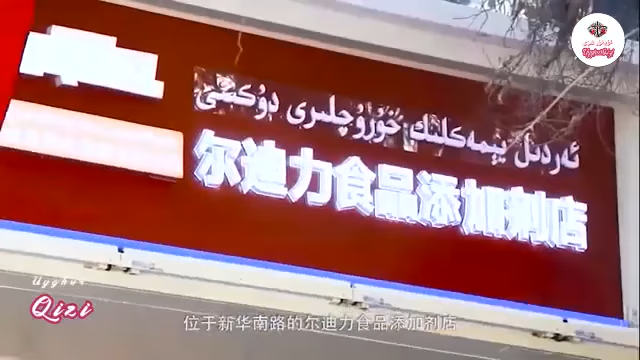 ئەردىل يېمەكلىك خۇرۇچلىرى دۇكىنى
尔迪力食品添加剂店
Uyghur
Qizi
位于新华南路的尔迪力食品添加剂店